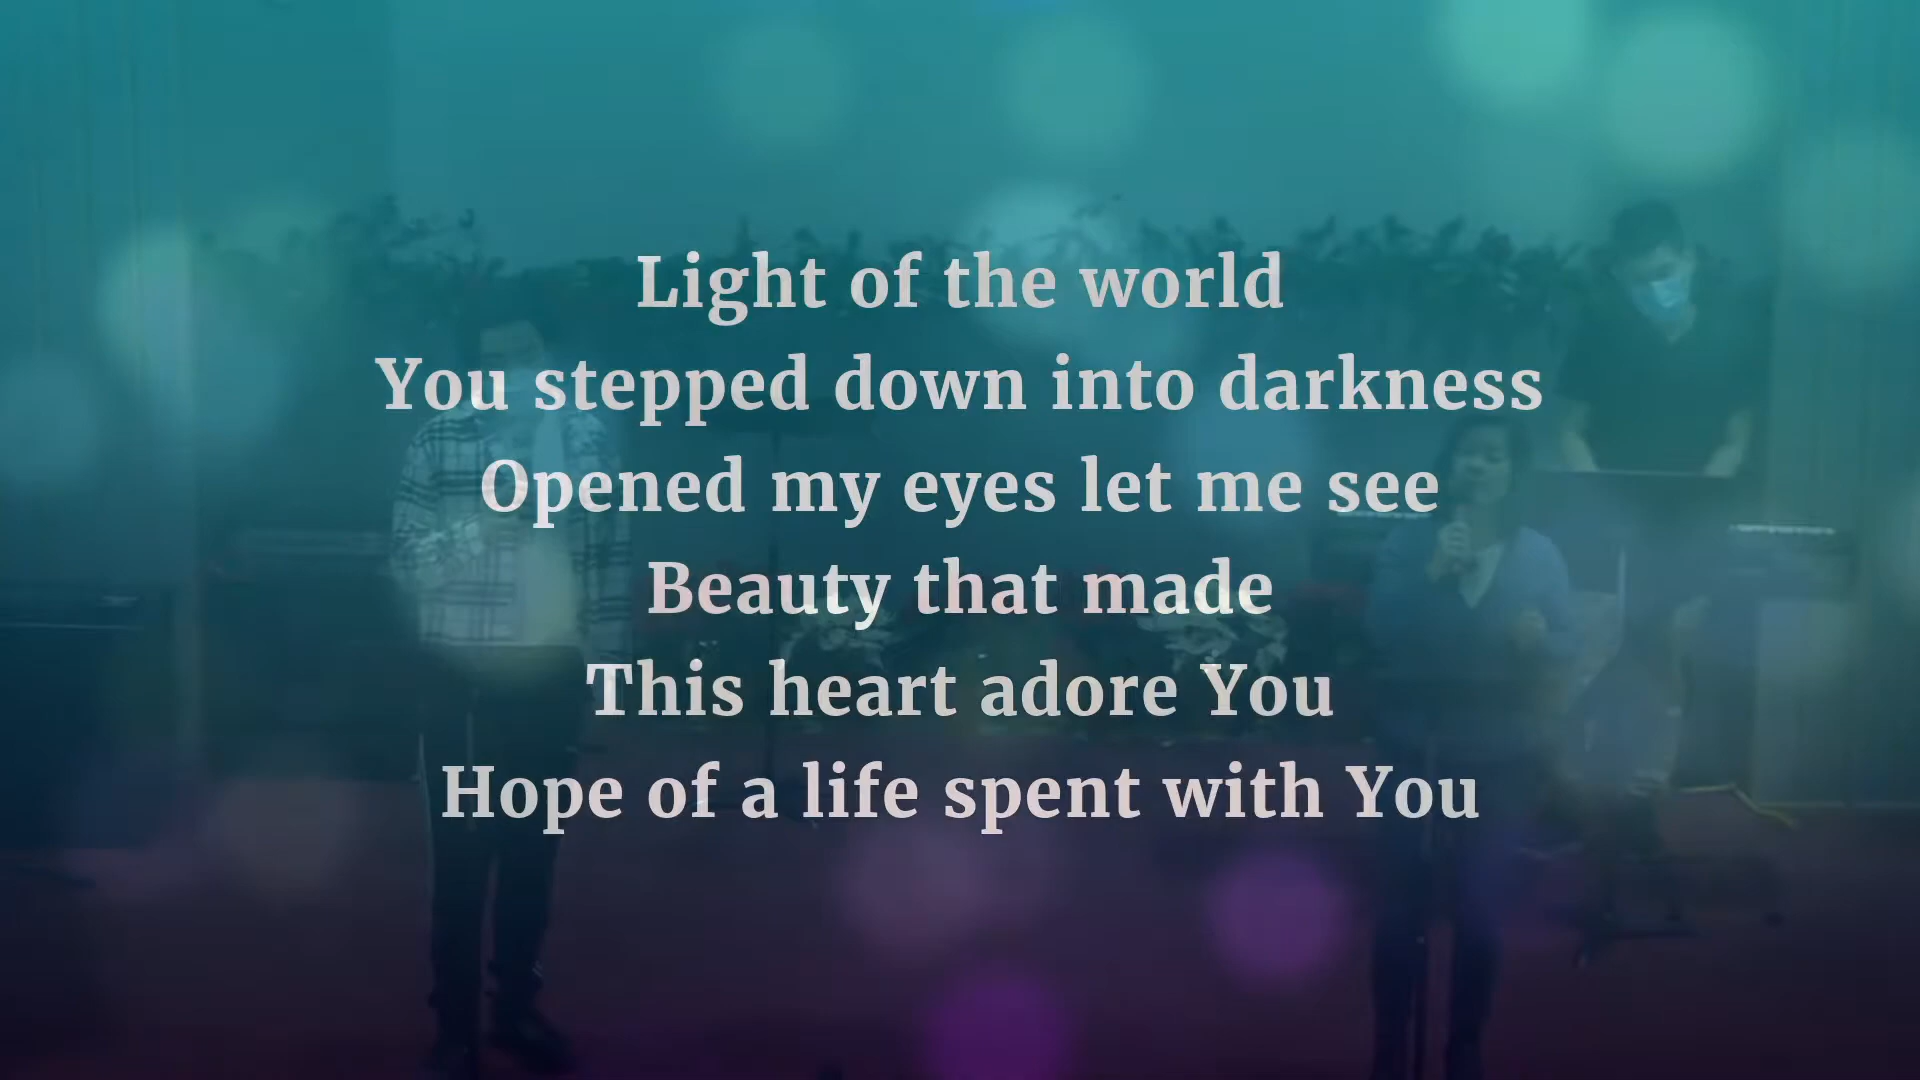 Light of the world
You stepped down into darkness
Opened my eyes let me see
Beauty that made
This heart adore You
Hope of a life spent with You